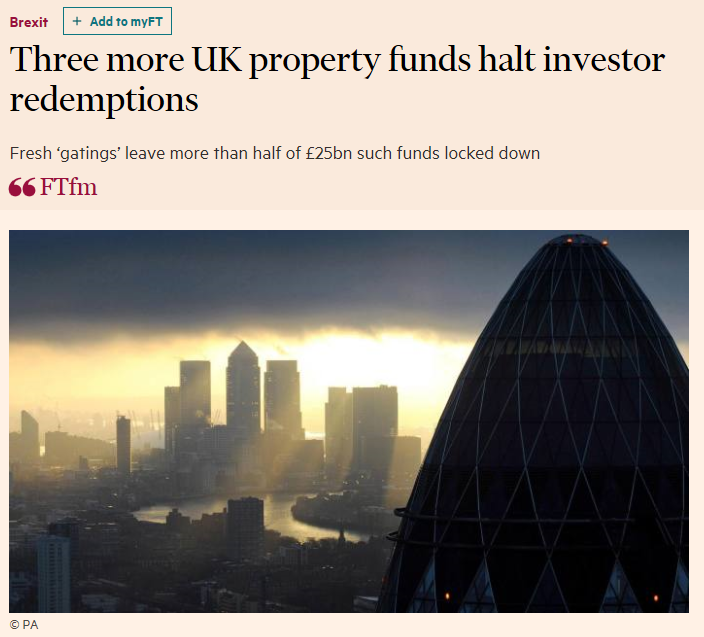 Brexit + Add to myFT
Three more UK property funds halt investor
redemptions
Fresh ‘gatings’ leave more than half of £25bn such funds locked down
FTfm
© PA